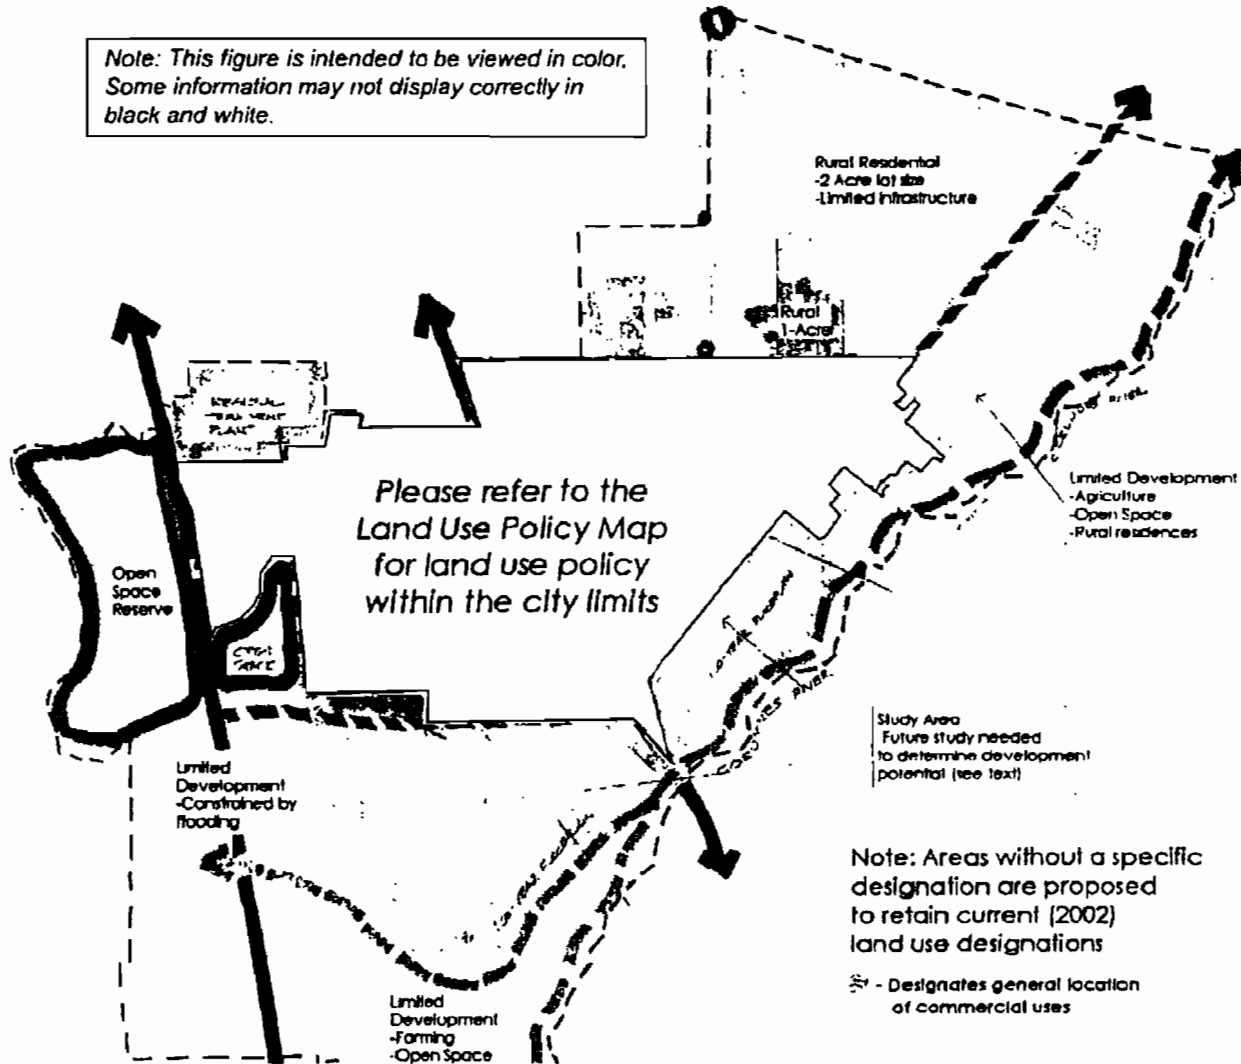 Note: This figure is intended to be viewed in color.
Some information may not display correctly in
black and white.
Rural Residential
-2 Acre lot size
-Limited infrastructure
Rural
1-Acre
REGIONAL
TREATMENT
PLANT
Please refer to the
Land Use Policy Map
for land use policy
within the city limits
Limited Development
-Agriculture
-Open Space
-Rural residences
Open
Space
Reserve
COSUMNES RIVER
Study Area
Future study needed
to determine development
potential (see text)
Limited
Development
-Constrained by
flooding
Note: Areas without a specific
designation are proposed
to retain current (2002)
land use designations
- Designates general location
of commercial uses
Limited
Development
-Farming
-Open Space